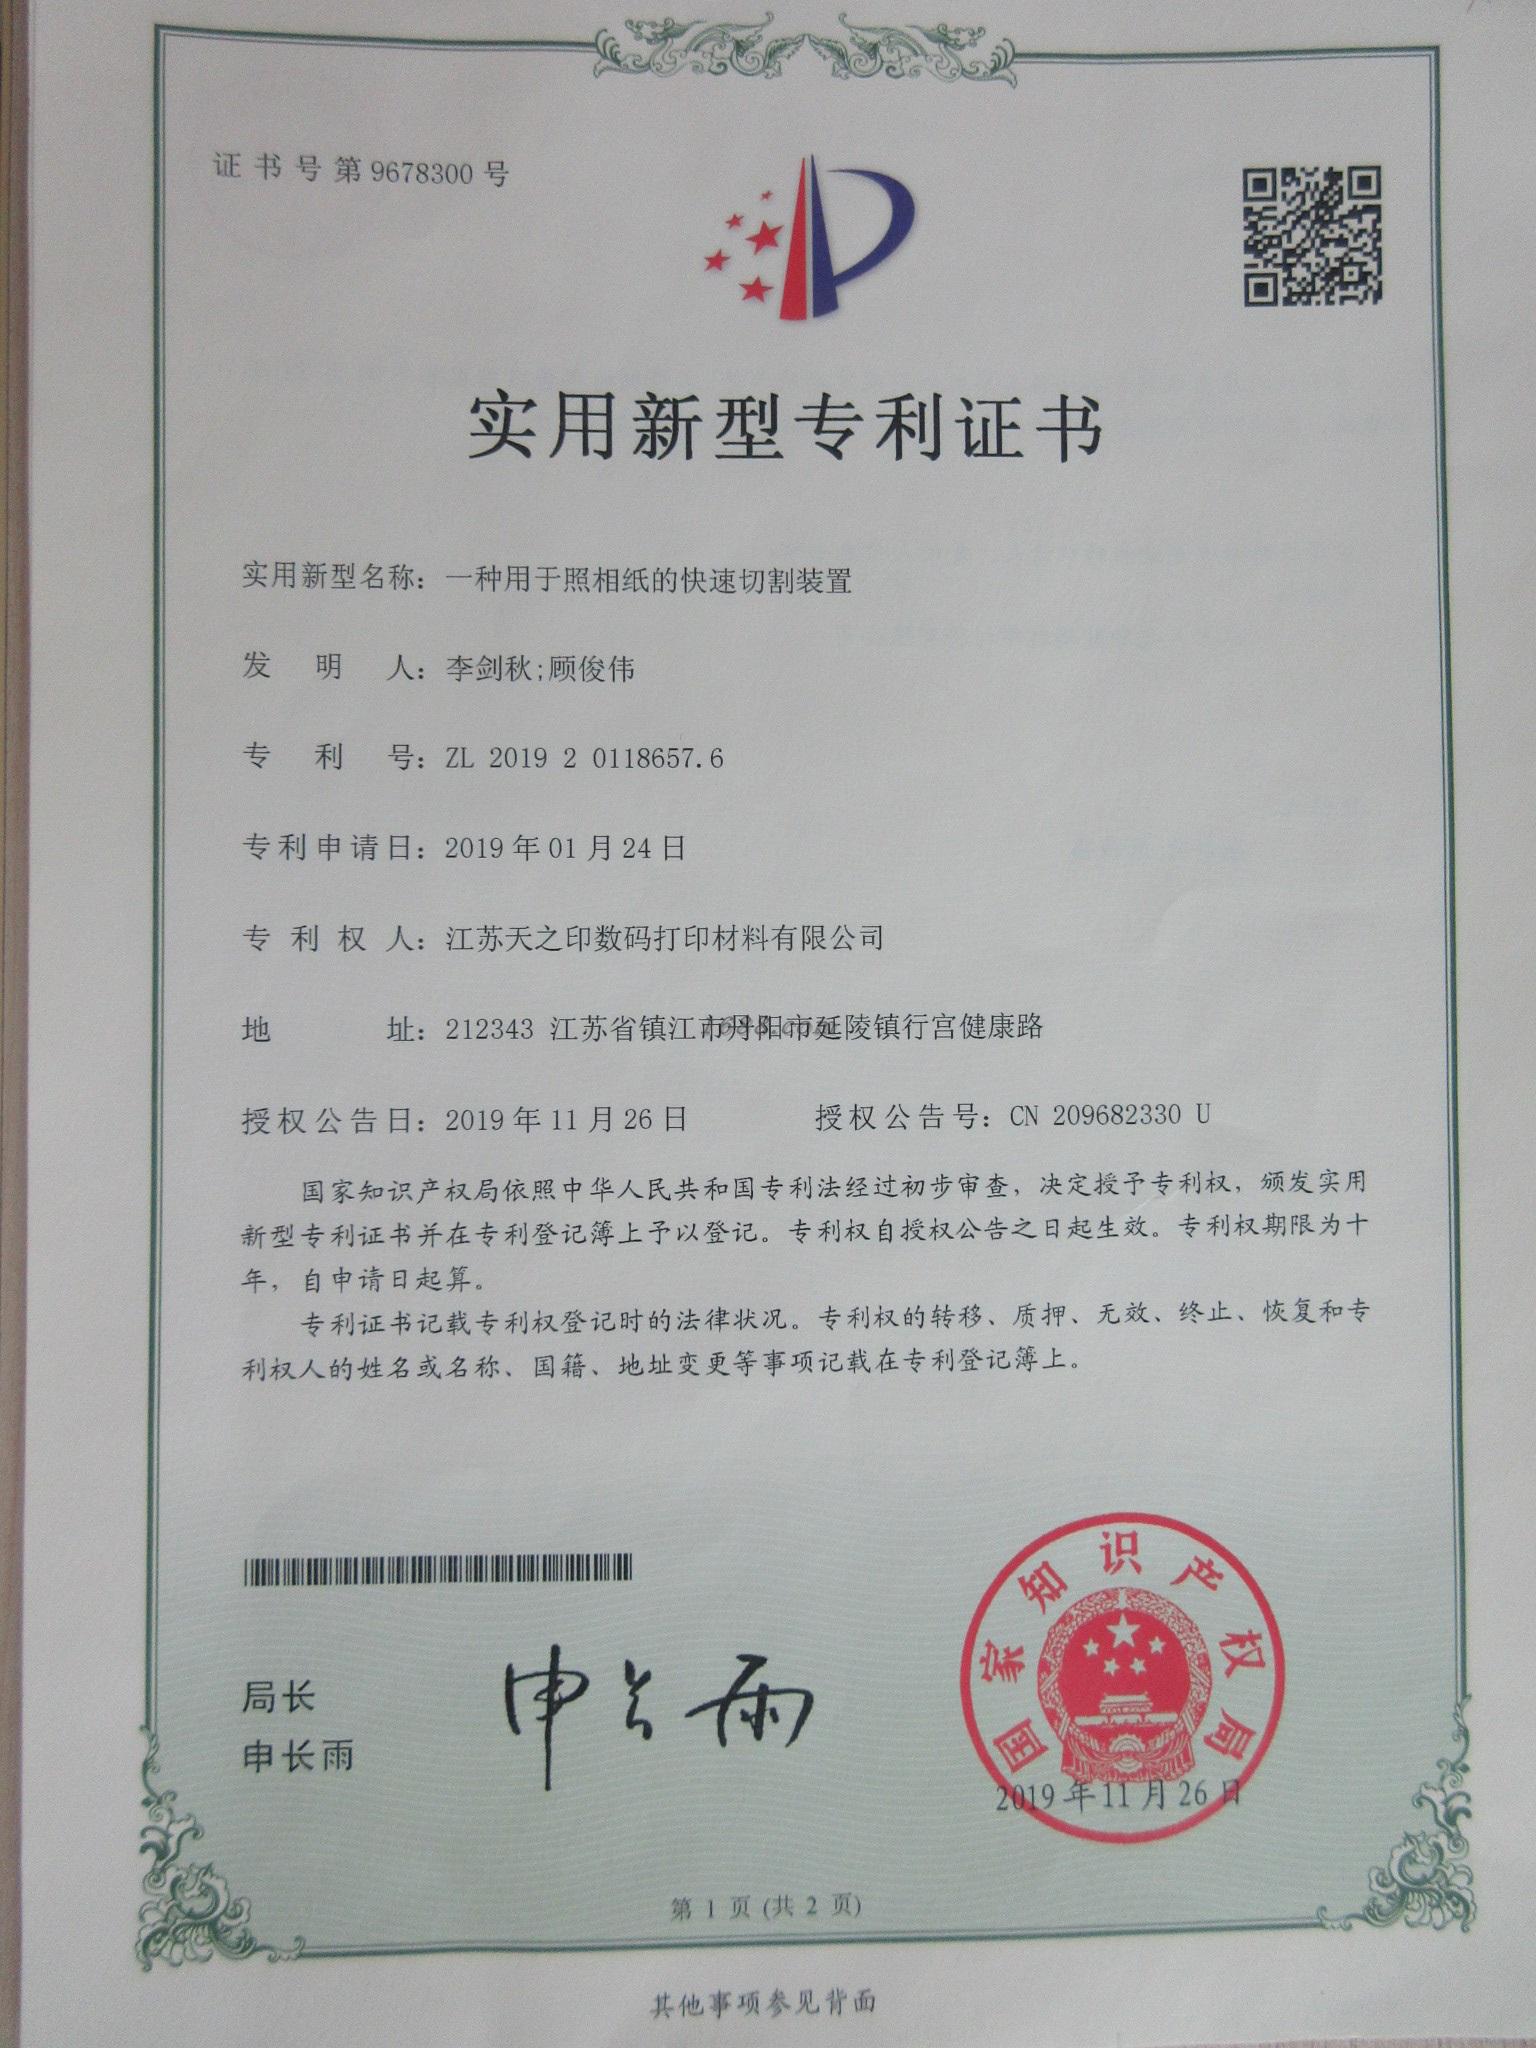 证书号第9678300号
实用新型专利证书
实用新型名称：一种用于照相纸的快速切割装置
发明人：李剑秋;顾俊伟
专利号：ZL 2019 2 0118657.6
专利申请日：2019年01月24日
专利权人：江苏天之印数码打印材料有限公司
地址：212343 江苏省镇江市丹阳市延陵镇行宫健康路
1688.com
授权公告日：2019年11月26日 授权公告号：CN 209682330 U
国家知识产权局依照中华人民共和国专利法经过初步审查，决定授予专利权，颁发实用
新型专利证书并在专利登记簿上予以登记。专利权自授权公告之日起生效。专利权期限为十
年，自申请日起算。
专利证书记载专利权登记时的法律状况。专利权的转移、质押、无效、终止、恢复和专
利权人的姓名或名称、国籍、地址变更等事项记载在专利登记簿上。
局长
申长雨
申长雨
国家知识产权局
2019年11月26日
第 1 页 (共 2 页)
其他事项参见背面